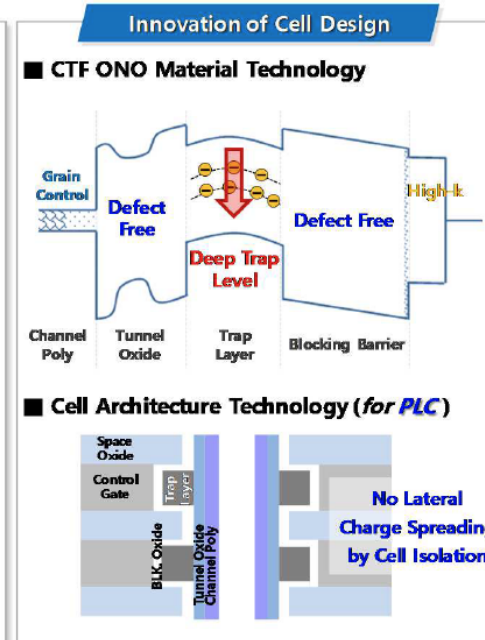 Innovation of Cell Design
■ CTF ONO Material Technology
Grain
Control
Defect
Free
Deep Trap
Level
Defect Free
High-k
Channel
Poly
Tunnel
Oxide
Trap
Layer
Blocking Barrier
■ Cell Architecture Technology (for PLC)
Space
Oxide
Control
Gate
Trap
Layer
BLK. Oxide
Tunnel Oxide
Channel Poly
No Lateral
Charge Spreading
by Cell Isolation